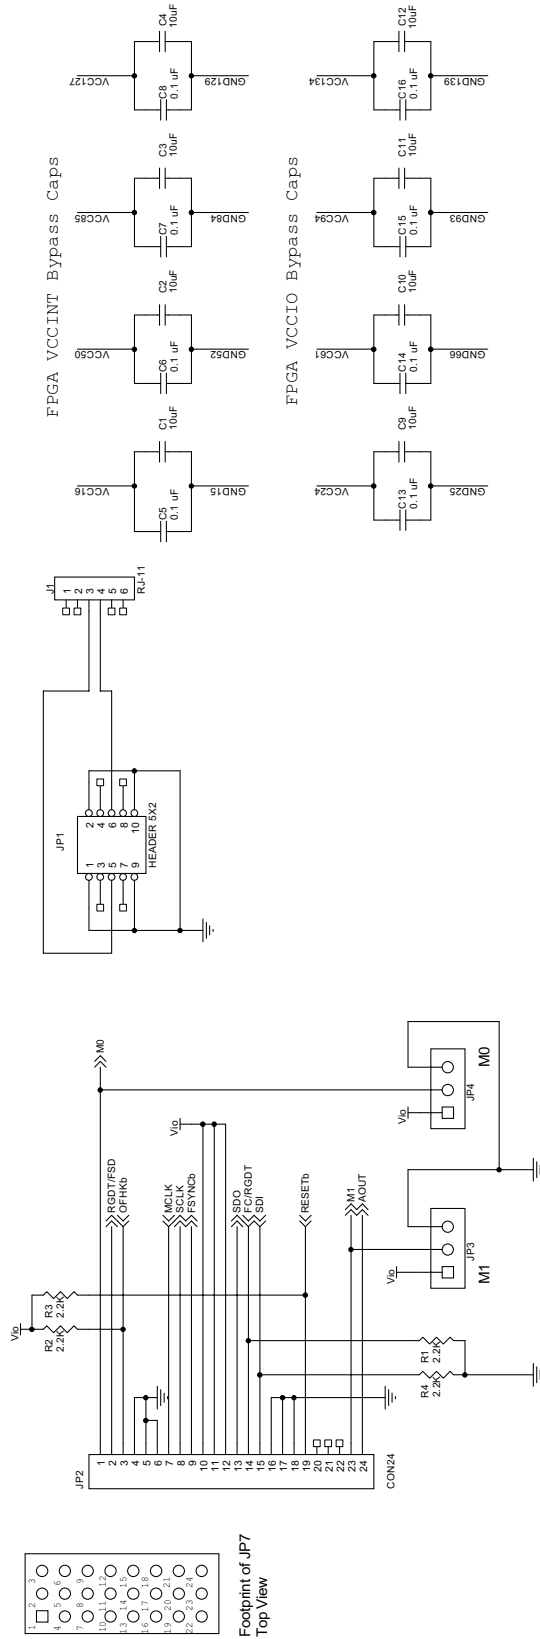 VCC127
C8
0.1 uF
C4
10uF
GND129
VCC134
C16
0.1 uF
C12
10uF
GND139
FPGA VCCINT Bypass Caps
VCC85
C7
0.1 uF
C3
10uF
GND84
VCC94
C15
0.1 uF
C11
10uF
GND93
VCC50
C6
0.1 uF
C2
10uF
GND52
FPGA VCCIO Bypass Caps
VCC61
C14
0.1 uF
C10
10uF
GND66
VCC16
C5
0.1 uF
C1
10uF
GND15
VCC24
C13
0.1 uF
C9
10uF
GND25
J1
1
2
3
4
5
6
RJ-11
JP1
1
3
5
7
9
2
4
6
8
10
HEADER 5X2
M0
RGDT/FSD
OFHKb
MCLK
SCLK
FSYNCb
Vio
SDO
FC/RGDT
SDI
RESETb
M1
AOUT
Vio
R3
2.2K
R2
2.2K
R1
2.2K
R4
2.2K
Vio
JP4
M0
Vio
JP3
M1
JP2
1
2
3
4
5
6
7
8
9
10
11
12
13
14
15
16
17
18
19
20
21
22
23
24
CON24
1 2 3
4 5 6
7 8 9
10 11 12
13 14 15
16 17 18
19 20 21
22 23 24
Footprint of JP7
Top View